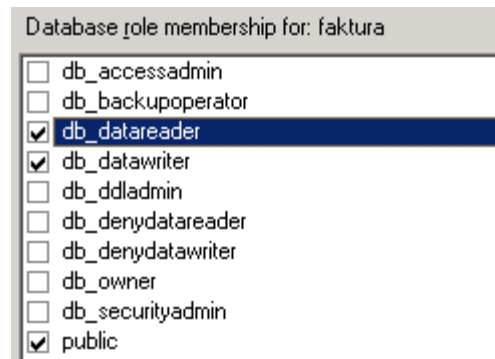 Database role membership for: faktura
db_accessadmin
db_backupoperator
db_datareader
db_datawriter
db_ddladmin
db_denydatareader
db_denydatawriter
db_owner
db_securityadmin
public